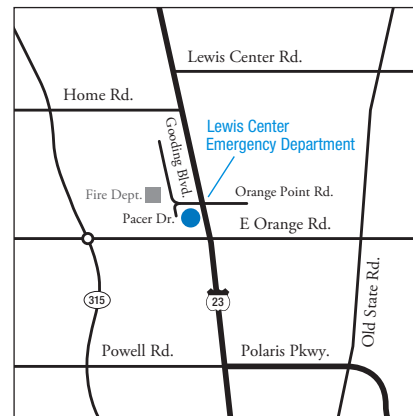 Lewis Center Rd.
Home Rd.
Gooding Blvd.
Lewis Center
Emergency Department
Fire Dept.
Orange Point Rd.
Pacer Dr.
E Orange Rd.
Old State Rd.
315
23
Powell Rd.
Polaris Pkwy.